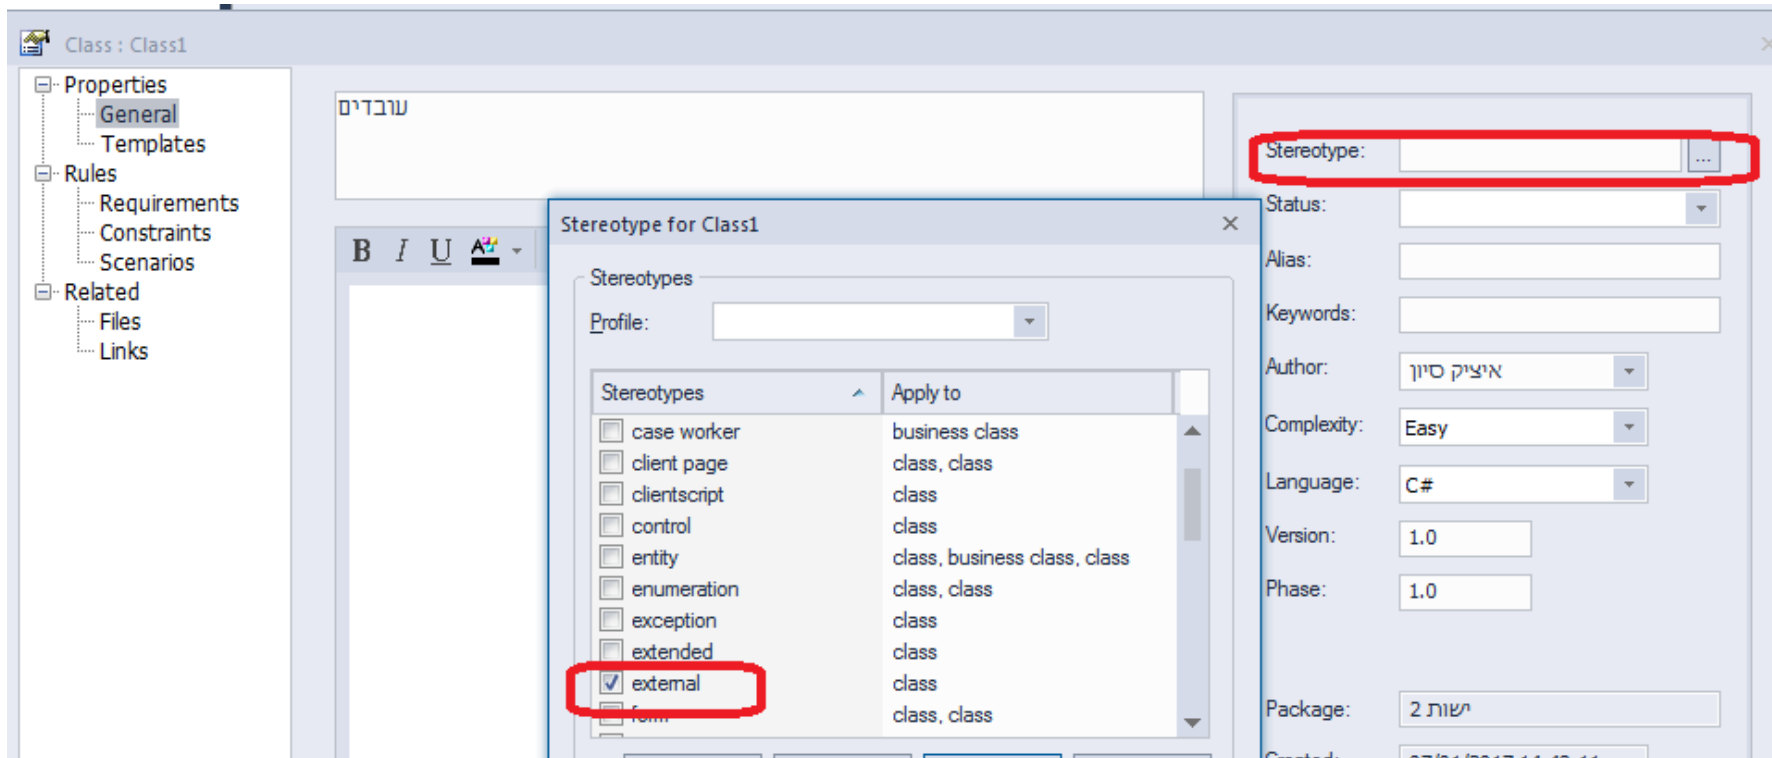 Class : Class1
Properties
General
Templates
Rules
Requirements
Constraints
Scenarios
Related
Files
Links
עובדים
B I U A
Stereotype: ...
Status:
Alias:
Keywords:
Author: איציק סיון
Complexity: Easy
Language: C#
Version: 1.0
Phase: 1.0
Package: ישות 2
Stereotype for Class1
Stereotypes
Profile:
Stereotypes Apply to
case worker business class
client page class, class
clientscript class
control class
entity class, business class, class
enumeration class, class
exception class
extended class
external class
form class, class